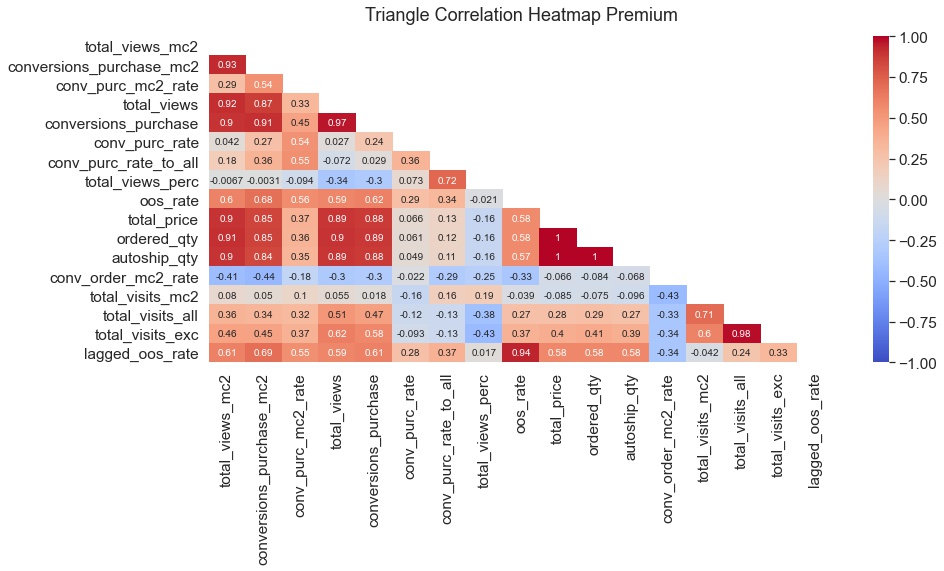 Triangle Correlation Heatmap Premium
total_views_mc2
conversions_purchase_mc2 0.93
conv_purc_mc2_rate 0.29 0.54
total_views 0.92 0.87 0.33
conversions_purchase 0.9 0.91 0.45 0.97
conv_purc_rate 0.042 0.27 0.54 0.027 0.24
conv_purc_rate_to_all 0.18 0.36 0.55 -0.072 0.029 0.36
total_views_perc -0.0067 -0.0031 -0.094 -0.34 -0.3 0.073 0.72
oos_rate 0.6 0.68 0.56 0.59 0.62 0.29 0.34 -0.021
total_price 0.9 0.85 0.37 0.89 0.88 0.066 0.13 -0.16 0.58
ordered_qty 0.91 0.85 0.36 0.9 0.89 0.061 0.12 -0.16 0.58 1
autoship_qty 0.9 0.84 0.35 0.89 0.88 0.049 0.11 -0.16 0.57 1 1
conv_order_mc2_rate -0.41 -0.44 -0.18 -0.3 -0.3 -0.022 -0.29 -0.25 -0.33 -0.066 -0.084 -0.068
total_visits_mc2 0.08 0.05 0.1 0.055 0.018 -0.16 0.16 0.19 -0.039 -0.085 -0.075 -0.096 -0.43
total_visits_all 0.36 0.34 0.32 0.51 0.47 -0.12 -0.13 -0.38 0.27 0.28 0.29 0.27 -0.33 0.71
total_visits_exc 0.46 0.45 0.37 0.62 0.58 -0.093 -0.13 -0.43 0.37 0.4 0.41 0.39 -0.34 0.6 0.98
lagged_oos_rate 0.61 0.69 0.55 0.59 0.61 0.28 0.37 0.017 0.94 0.58 0.58 0.58 -0.34 -0.042 0.24 0.33
total_views_mc2
conversions_purchase_mc2
conv_purc_mc2_rate
total_views
conversions_purchase
conv_purc_rate
conv_purc_rate_to_all
total_views_perc
oos_rate
total_price
ordered_qty
autoship_qty
conv_order_mc2_rate
total_visits_mc2
total_visits_all
total_visits_exc
lagged_oos_rate
1.00
0.75
0.50
0.25
0.00
−0.25
−0.50
−0.75
−1.00